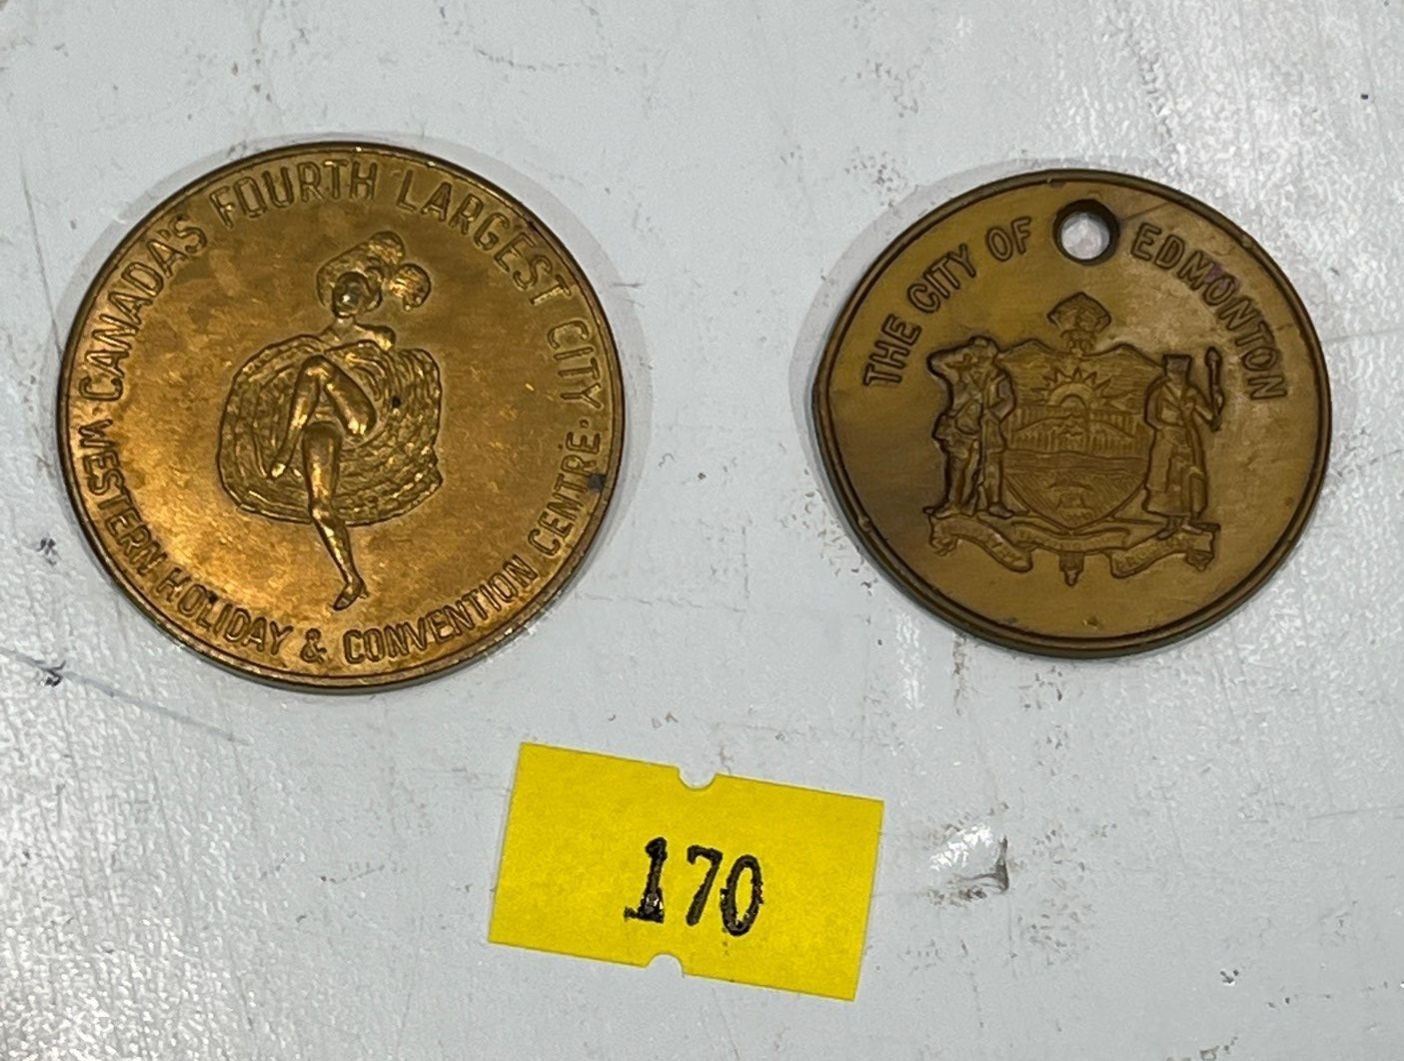 CANADA'S FOURTH LARGEST CITY ·
WESTERN HOLIDAY & CONVENTION CENTRE ·
THE CITY OF EDMONTON
170